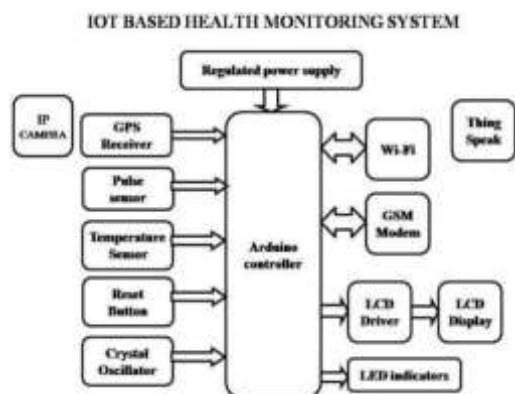 IOT BASED HEALTH MONITORING SYSTEM
Regulated power supply
IP
CAMERA
GPS
Receiver
Pulse
sensor
Temperature
Sensor
Reset
Button
Crystal
Oscillator
Arduino
controller
Wi-Fi
GSM
Modem
LCD
Driver
LCD
Display
LED indicators
Thing
Speak